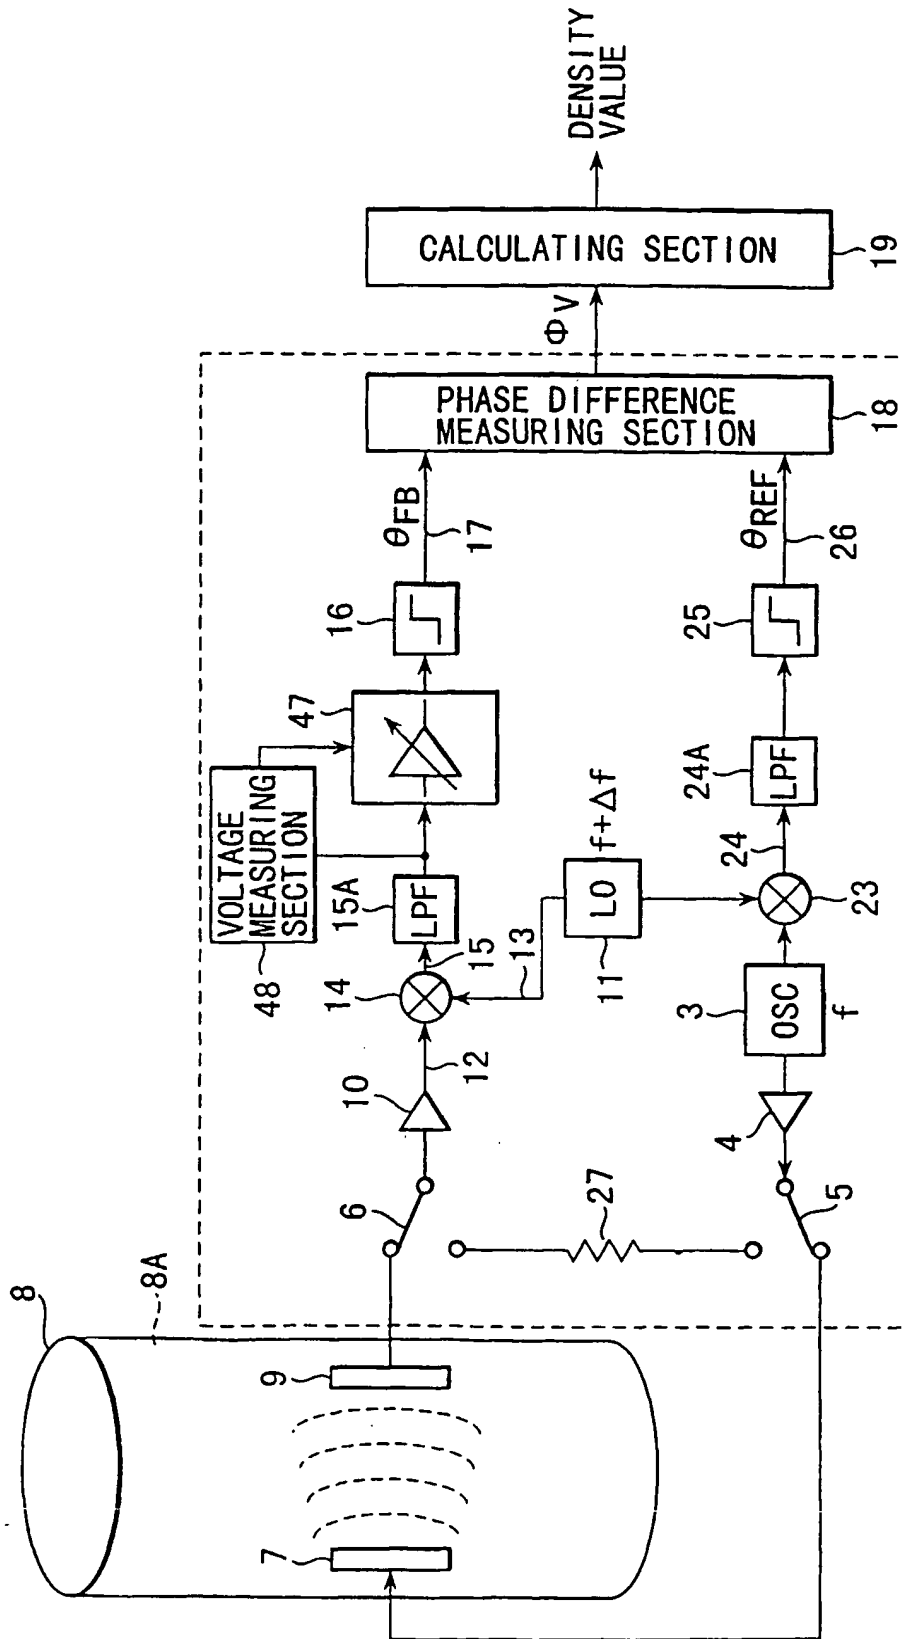 8
8A
7
9
6
27
5
10
4
12
14
15
15A
LPF
13
LO
f+Δf
11
3
OSC
f
23
24
24A
LPF
VOLTAGE
MEASURING
SECTION
48
47
16
25
θFB
17
θREF
26
PHASE DIFFERENCE
MEASURING SECTION
18
ΦV
CALCULATING SECTION
19
DENSITY
VALUE